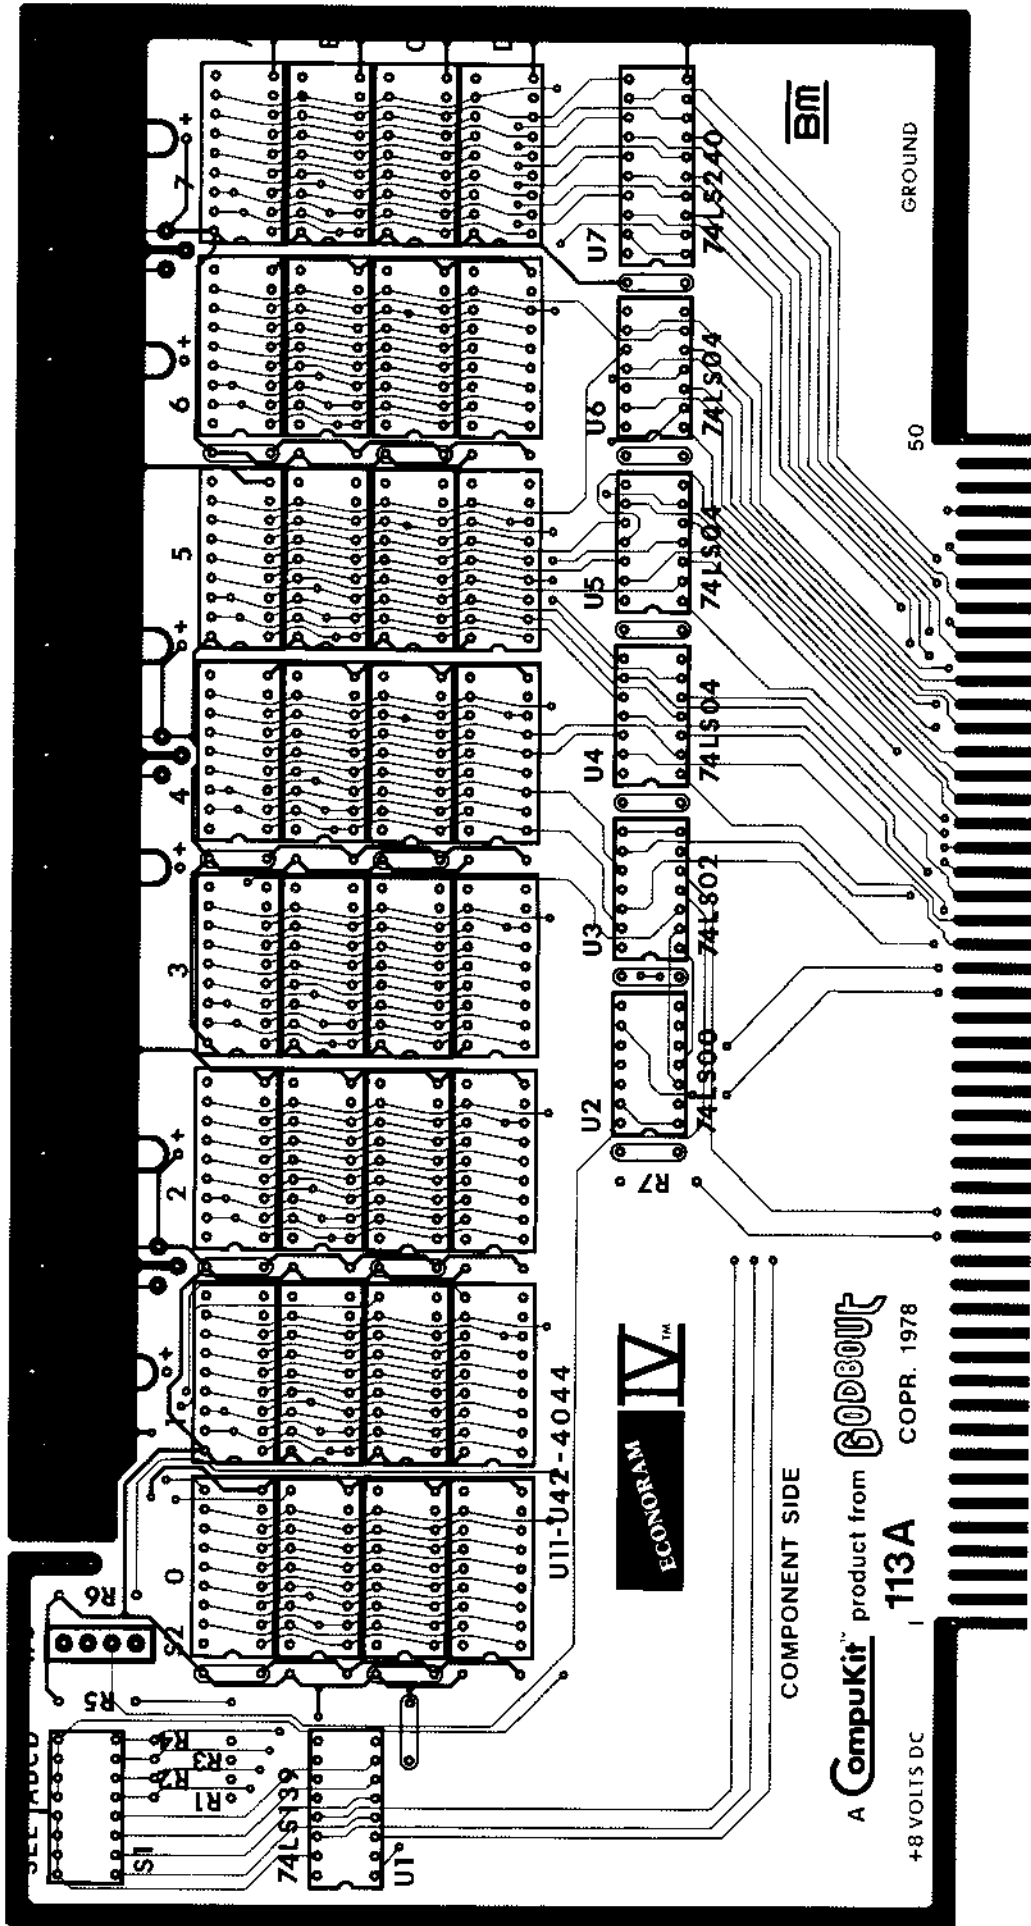 A CompuKit™ product from GODBOUT
113A COPR. 1978
+8 VOLTS DC
1
50
GROUND
COMPONENT SIDE
ECONORAM IV™
BM
U11-U42-4044
0
2
3
4
5
6
7
+
+
+
+
+
+
+
U1
74LS139
U2
74LS00
U3
74LS02
U4
74LS04
U5
74LS04
U6
74LS04
U7
74LS240
R1
R2
R3
R4
R5
R6
R7
S1
S2
ABCD